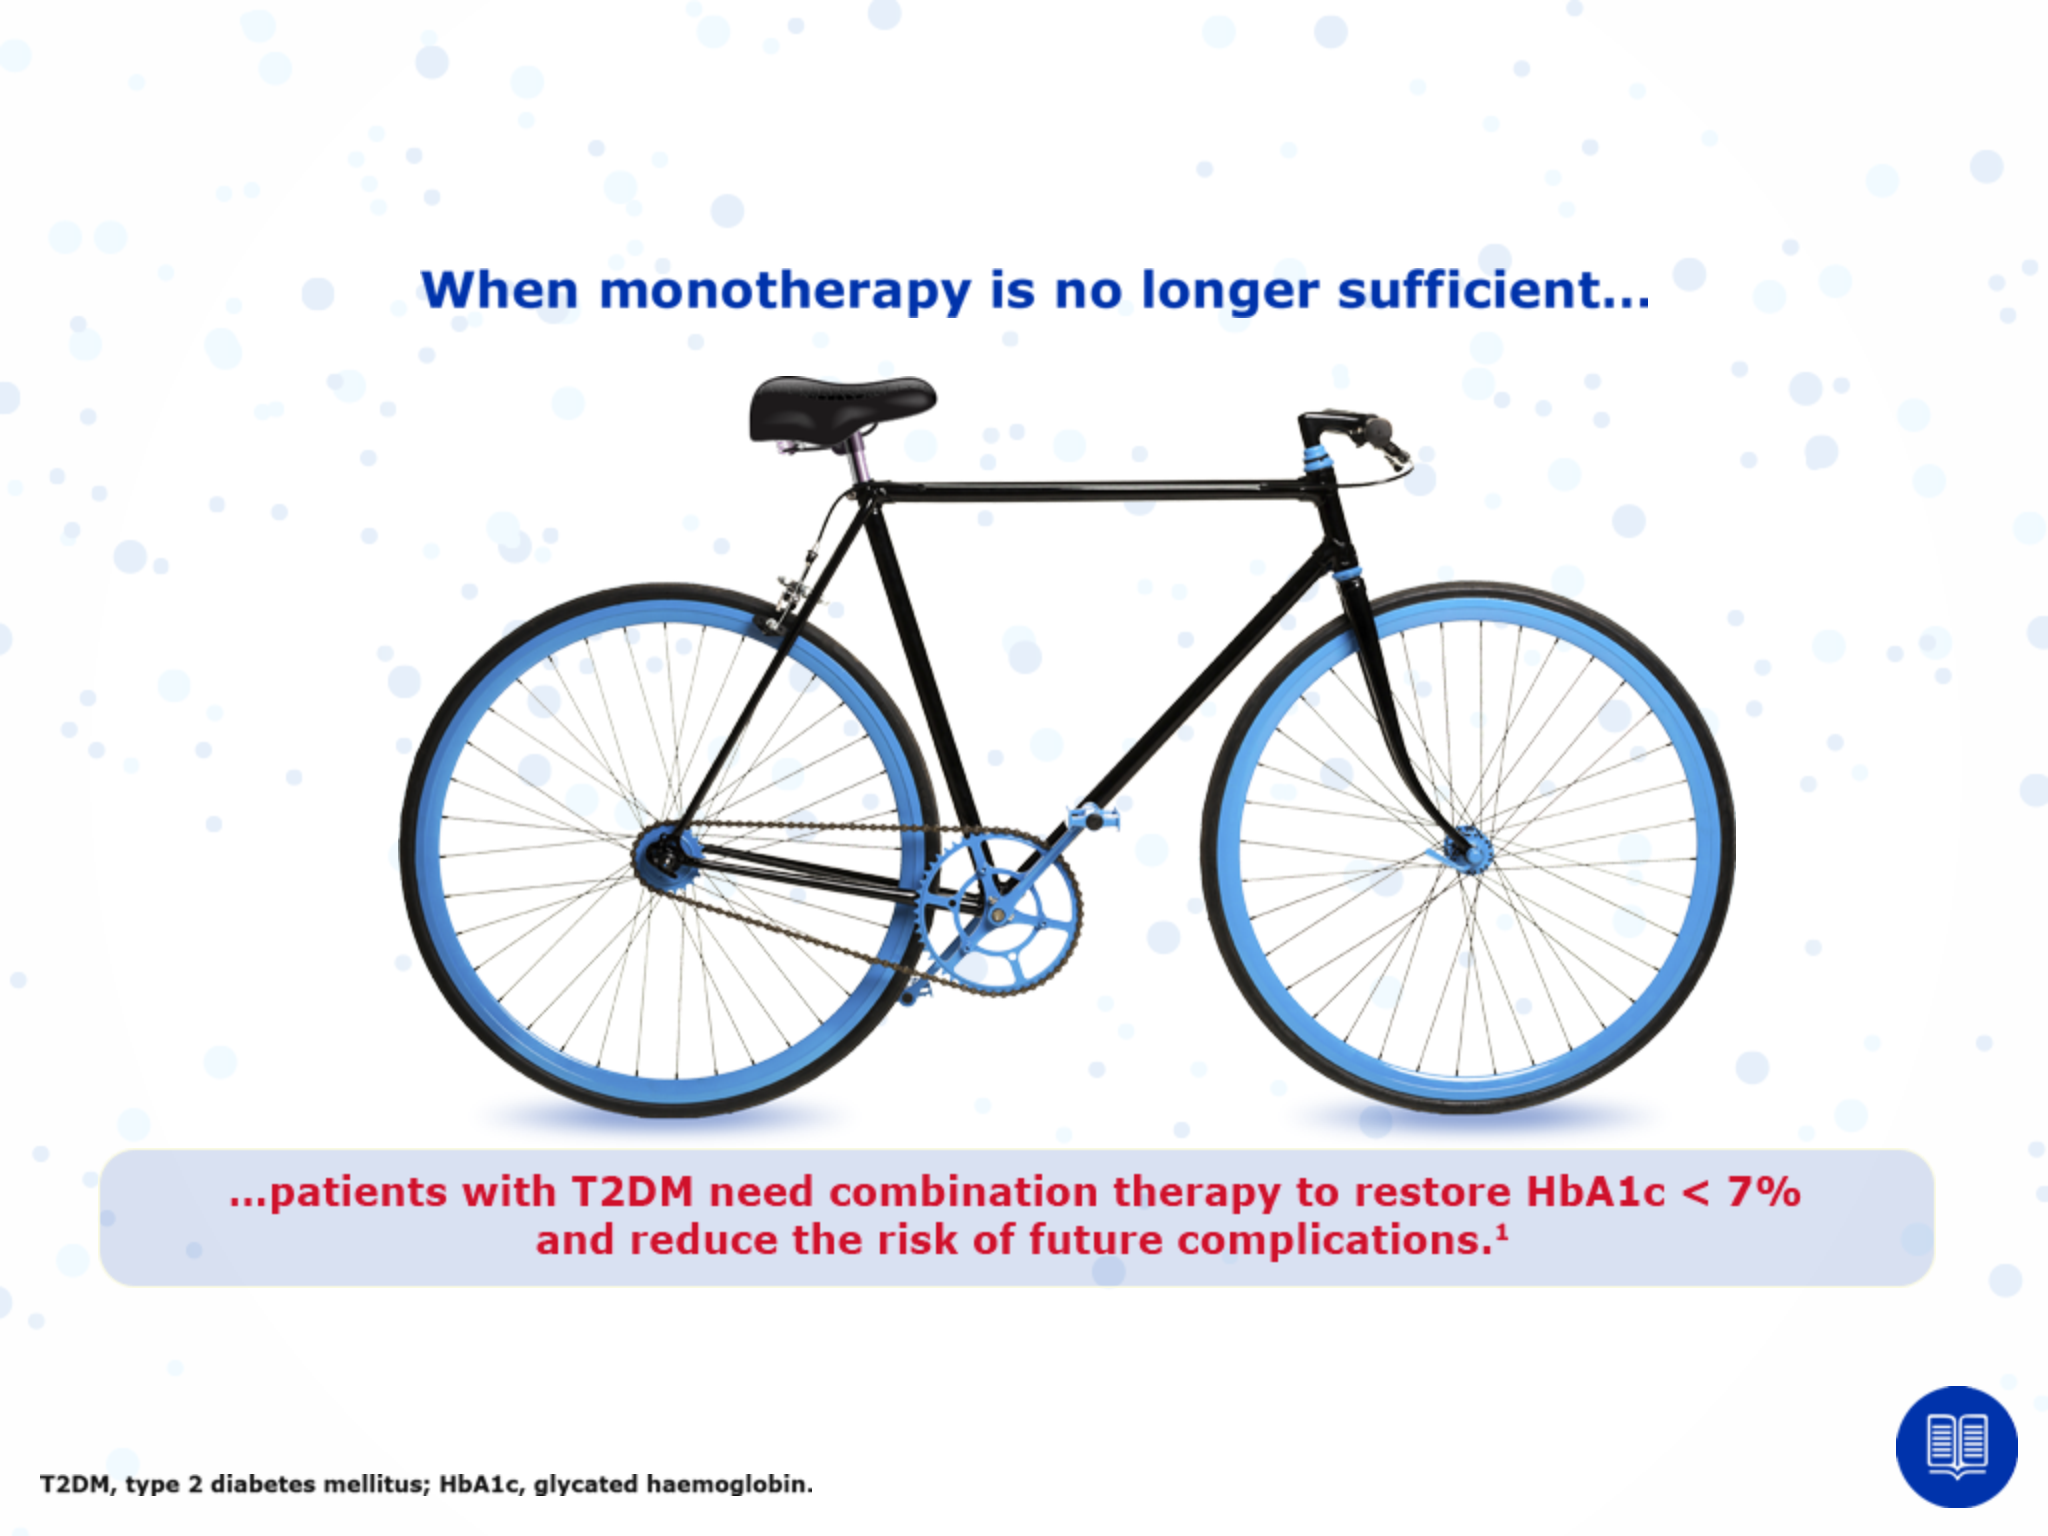 When monotherapy is no longer sufficient...
...patients with T2DM need combination therapy to restore HbA1c < 7%
and reduce the risk of future complications.¹
T2DM, type 2 diabetes mellitus; HbA1c, glycated haemoglobin.